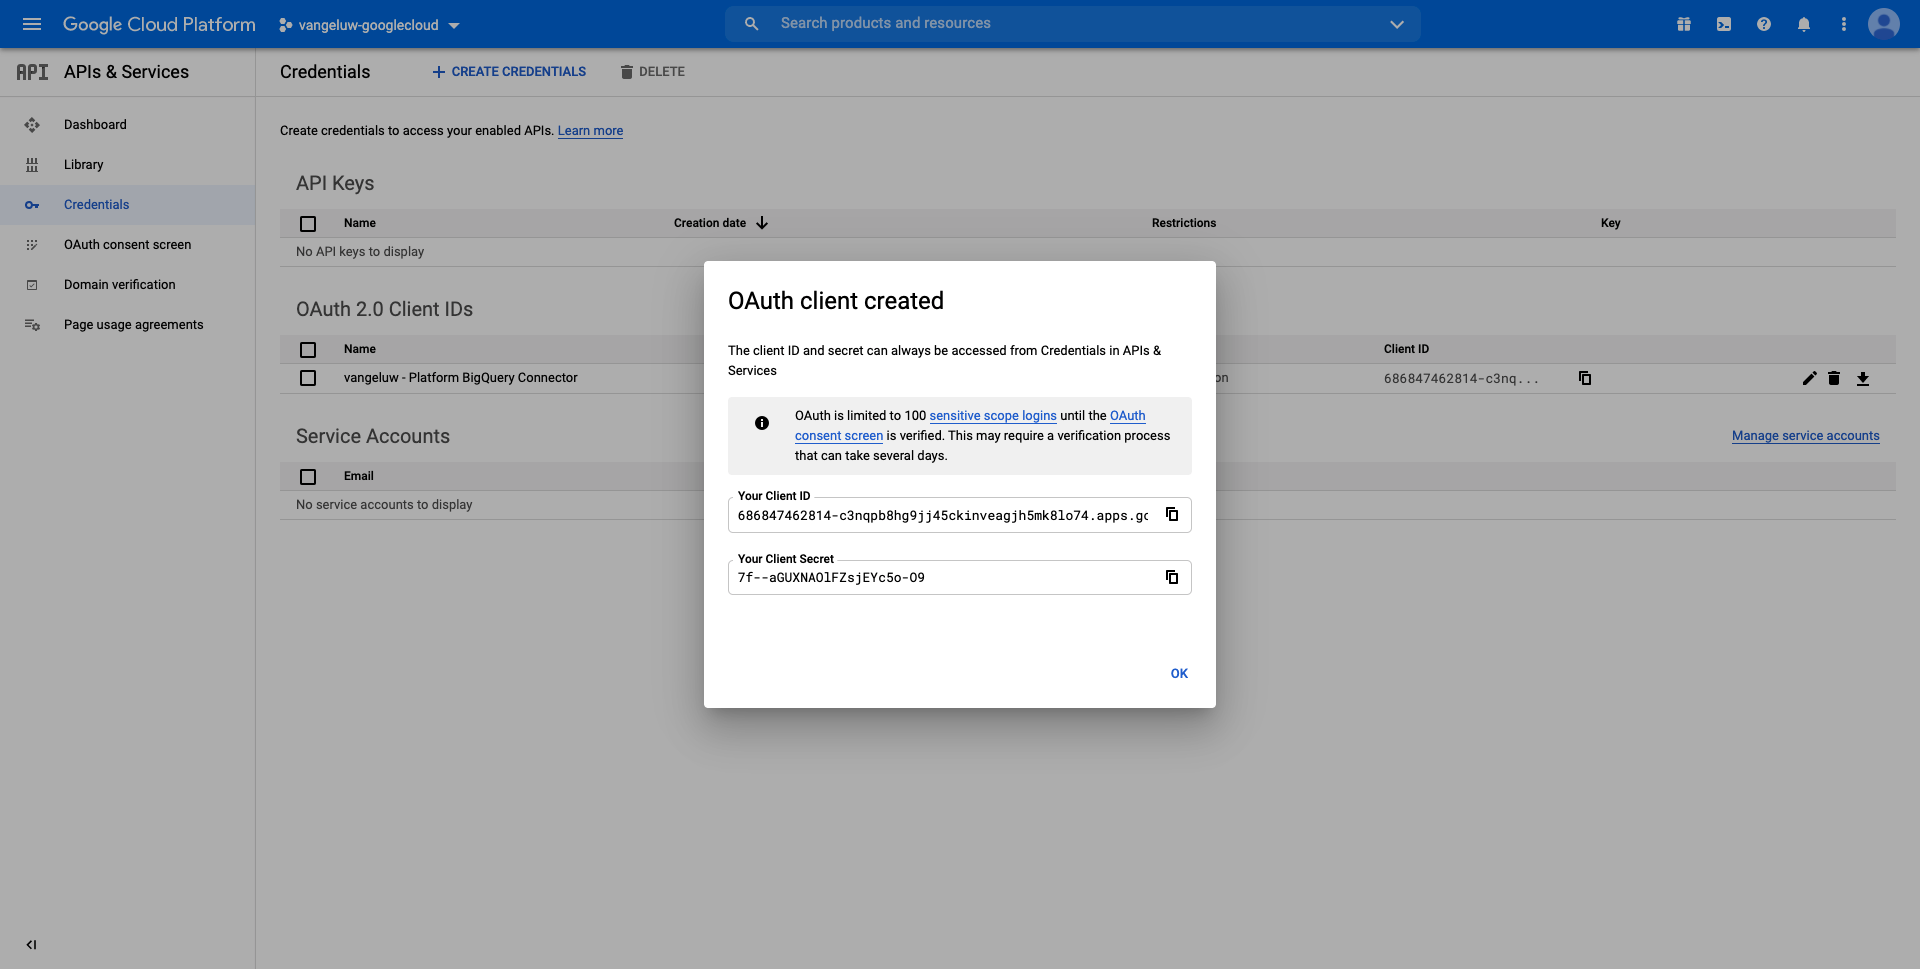 Google Cloud Platform
vangeluw-googlecloud
Search products and resources
API
APIs & Services
Credentials
CREATE CREDENTIALS
DELETE
Dashboard
Library
Credentials
OAuth consent screen
Domain verification
Page usage agreements
Create credentials to access your enabled APIs. Learn more
API Keys
Name
Creation date
Restrictions
Key
No API keys to display
OAuth 2.0 Client IDs
Name
Client ID
vangeluw - Platform BigQuery Connector
on
686847462814-c3nq...
Service Accounts
Manage service accounts
Email
No service accounts to display
OAuth client created
The client ID and secret can always be accessed from Credentials in APIs &
Services
OAuth is limited to 100 sensitive scope logins until the OAuth
consent screen is verified. This may require a verification process
that can take several days.
Your Client ID
686847462814-c3nqpb8hg9jj45ckinveagjh5mk8lo74.apps.gc
Your Client Secret
7f--aGUXNAOlFZsjEYc5o-O9
OK